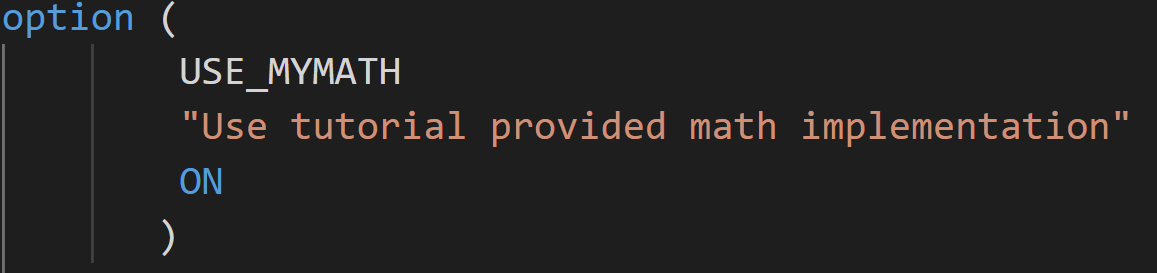 option (
USE_MYMATH
"Use tutorial provided math implementation"
ON
)